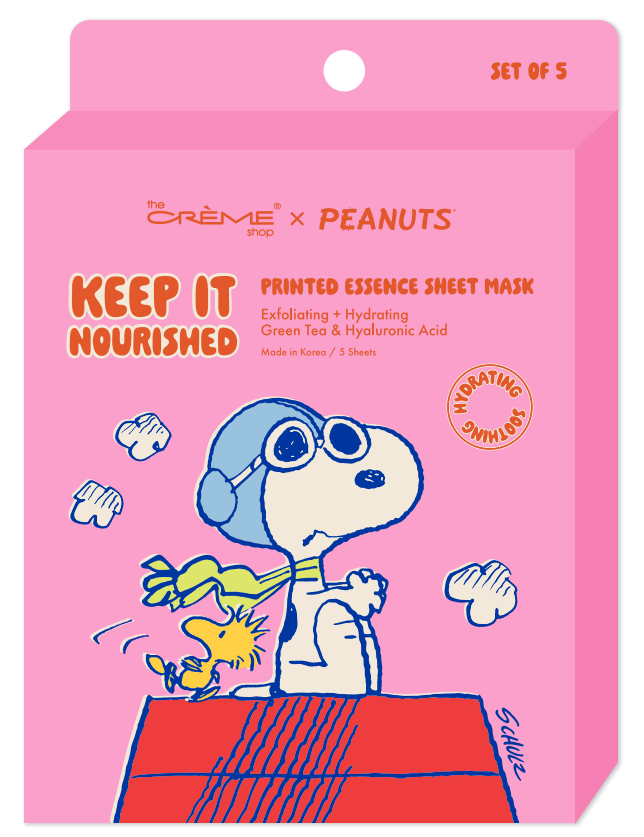 SET OF 5
the
CRÈME® × PEANUTS
shop
KEEP IT
NOURISHED
PRINTED ESSENCE SHEET MASK
Exfoliating + Hydrating
Green Tea & Hyaluronic Acid
Made in Korea / 5 Sheets
HYDRATING
SOOTHING
SCHULZ